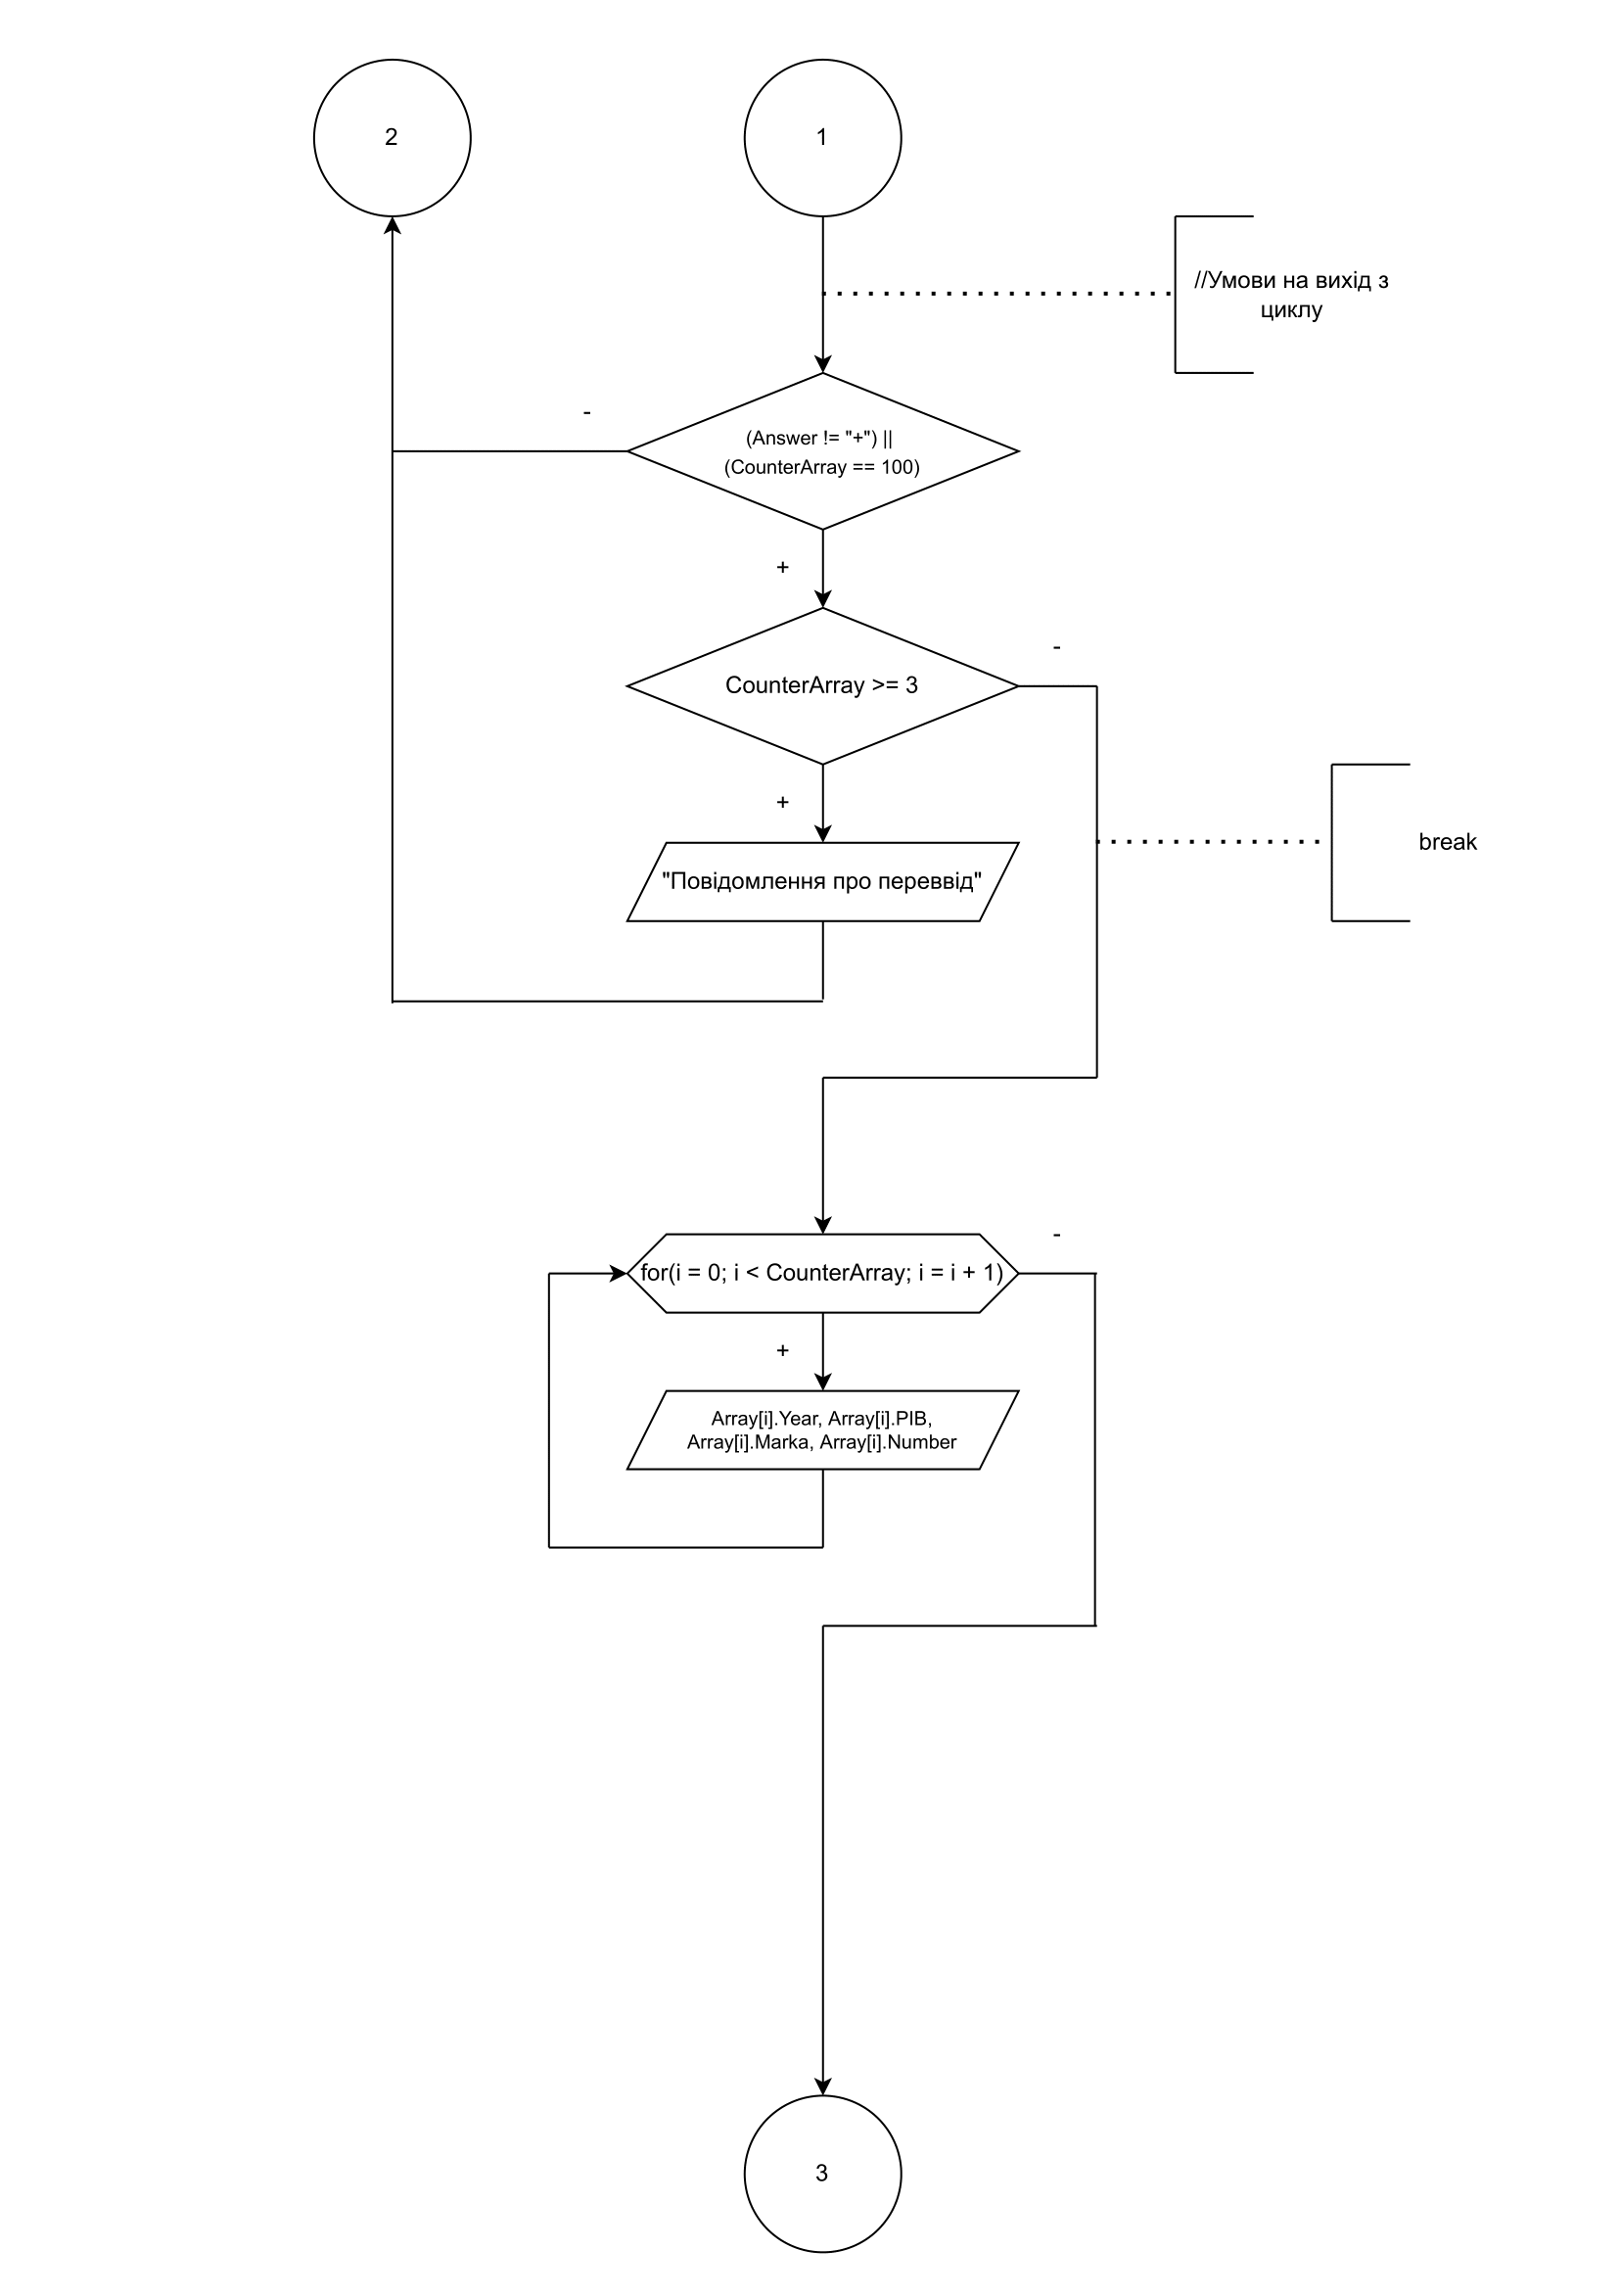 2
1
//Умови на вихід з
циклу
-
(Answer != "+") ||
(CounterArray == 100)
+
-
CounterArray >= 3
+
break
"Повідомлення про переввід"
-
for(i = 0; i < CounterArray; i = i + 1)
+
Array[i].Year, Array[i].PIB,
Array[i].Marka, Array[i].Number
3